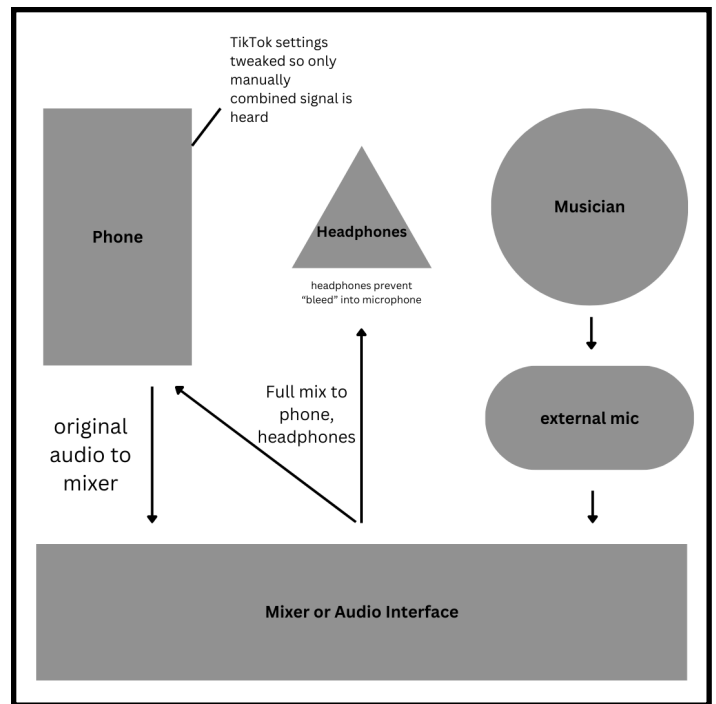 TikTok settings
tweaked so only
manually
combined signal is
heard
Phone
Headphones
Musician
headphones prevent
“bleed” into microphone
Full mix to
phone,
headphones
original
audio to
mixer
external mic
Mixer or Audio Interface